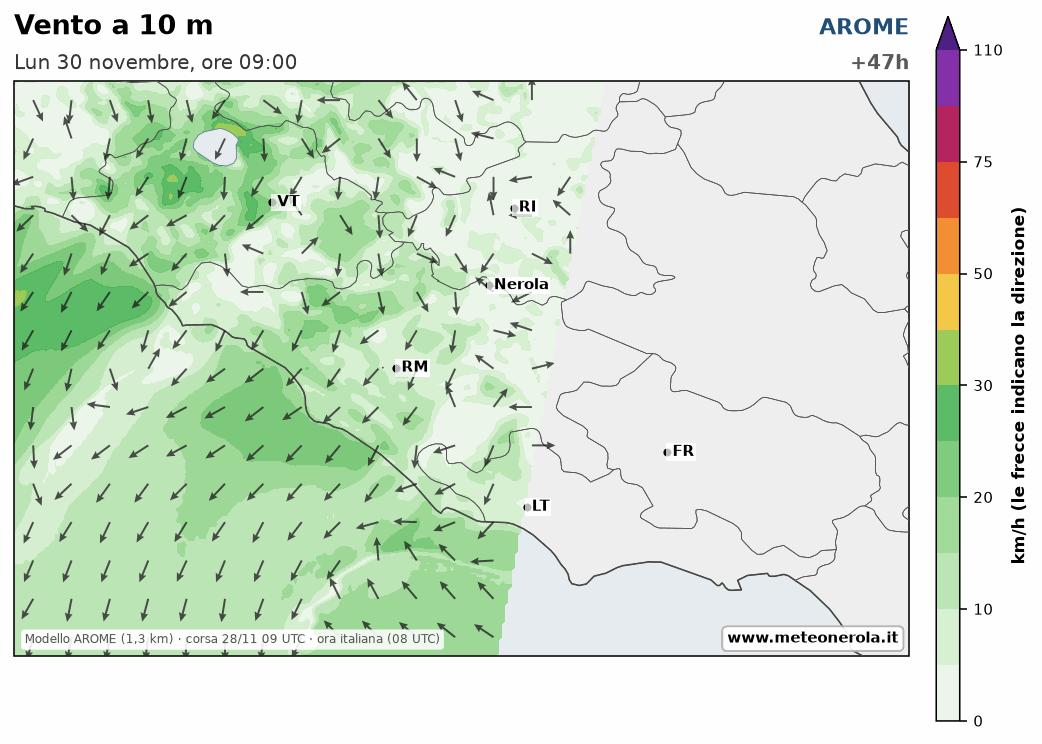 Vento a 10 m
AROME
Lun 30 novembre, ore 09:00
+47h
VT
RI
Nerola
RM
FR
LT
Modello AROME (1,3 km) · corsa 28/11 09 UTC · ora italiana (08 UTC)
www.meteonerola.it
110
75
50
30
20
10
0
km/h (le frecce indicano la direzione)